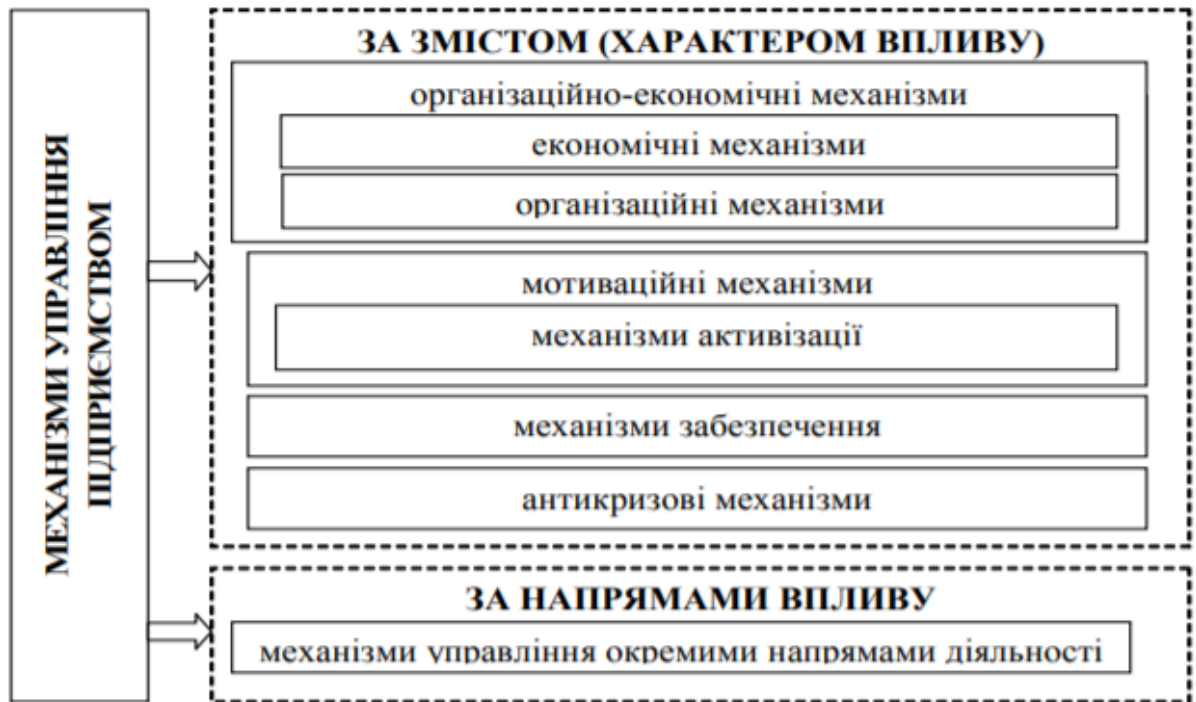 МЕХАНІЗМИ УПРАВЛІННЯ
ПІДПРИЄМСТВОМ
ЗА ЗМІСТОМ (ХАРАКТЕРОМ ВПЛИВУ)
організаційно-економічні механізми
економічні механізми
організаційні механізми
мотиваційні механізми
механізми активізації
механізми забезпечення
антикризові механізми
ЗА НАПРЯМАМИ ВПЛИВУ
механізми управління окремими напрямами діяльності